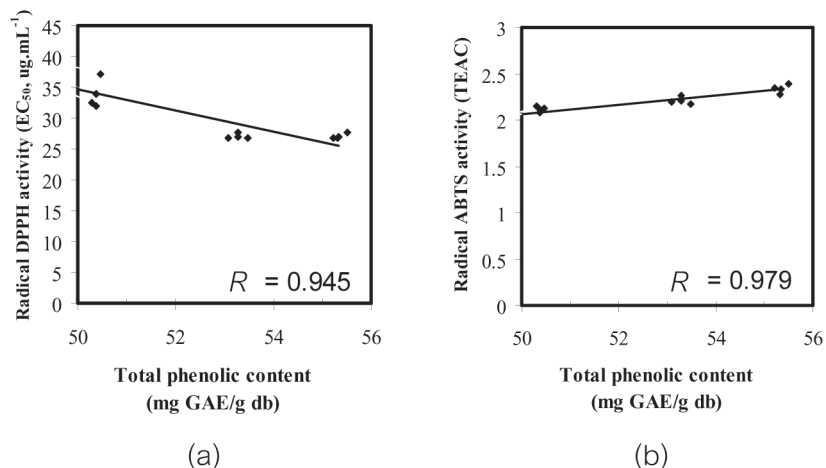 45
40
35
30
25
20
15
10
5
0
Radical DPPH activity (EC₅₀, ug.mL⁻¹)
R = 0.945
50 52 54 56
Total phenolic content
(mg GAE/g db)
(a)
3
2.5
2
1.5
1
0.5
0
Radical ABTS activity (TEAC)
R = 0.979
50 52 54 56
Total phenolic content
(mg GAE/g db)
(b)